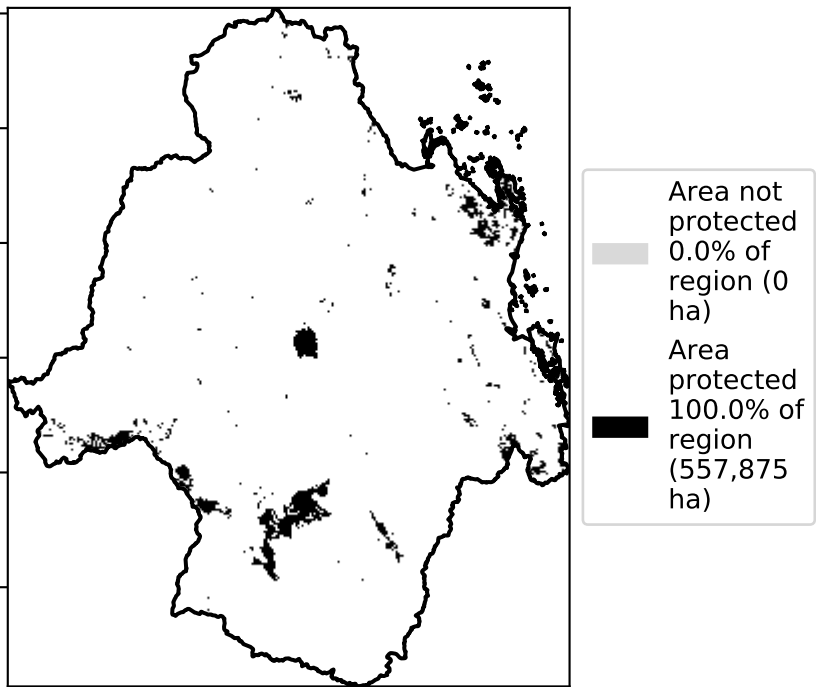 Area not
protected
0.0% of
region (0
ha)
Area
protected
100.0% of
region
(557,875
ha)